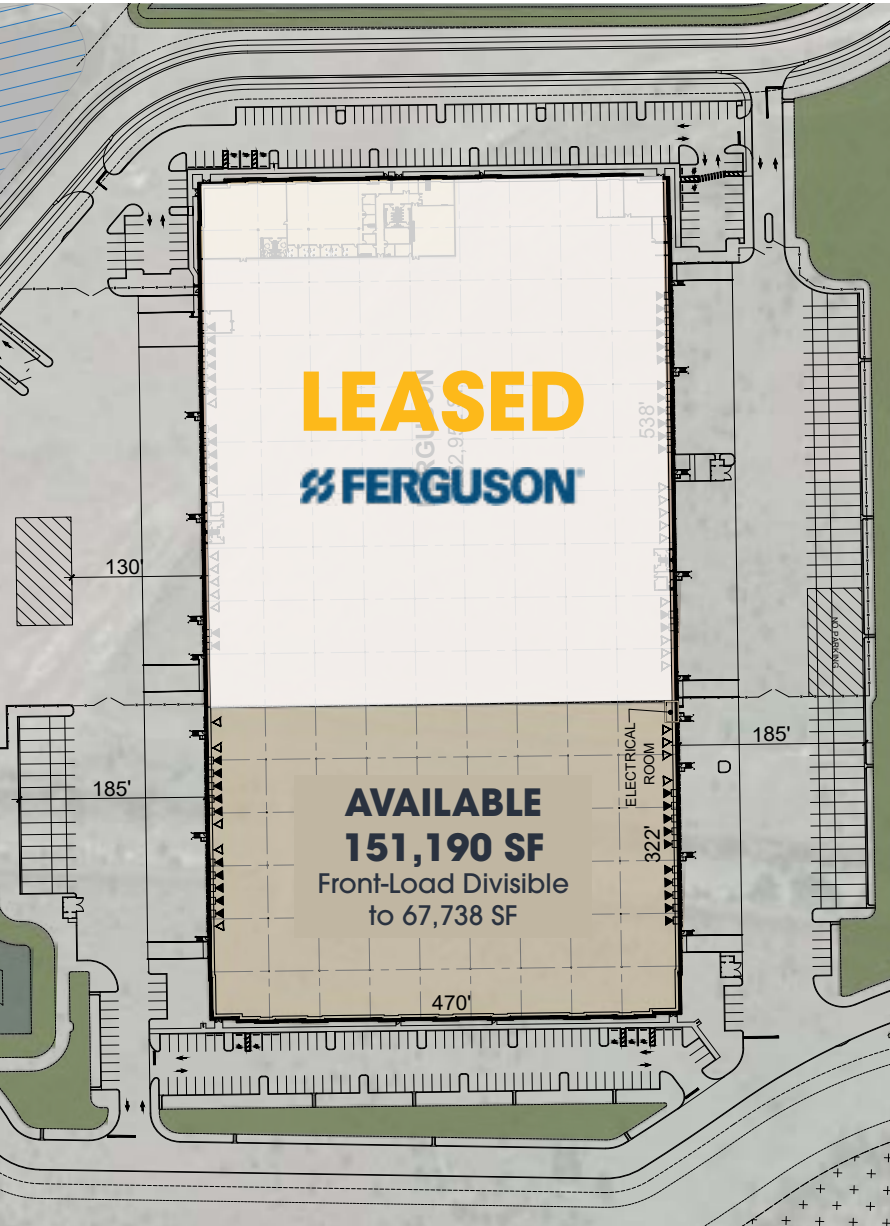 LEASED
FERGUSON
538'
130'
NO PARKING
185'
185'
ELECTRICAL
ROOM
322'
AVAILABLE
151,190 SF
Front-Load Divisible
to 67,738 SF
470'